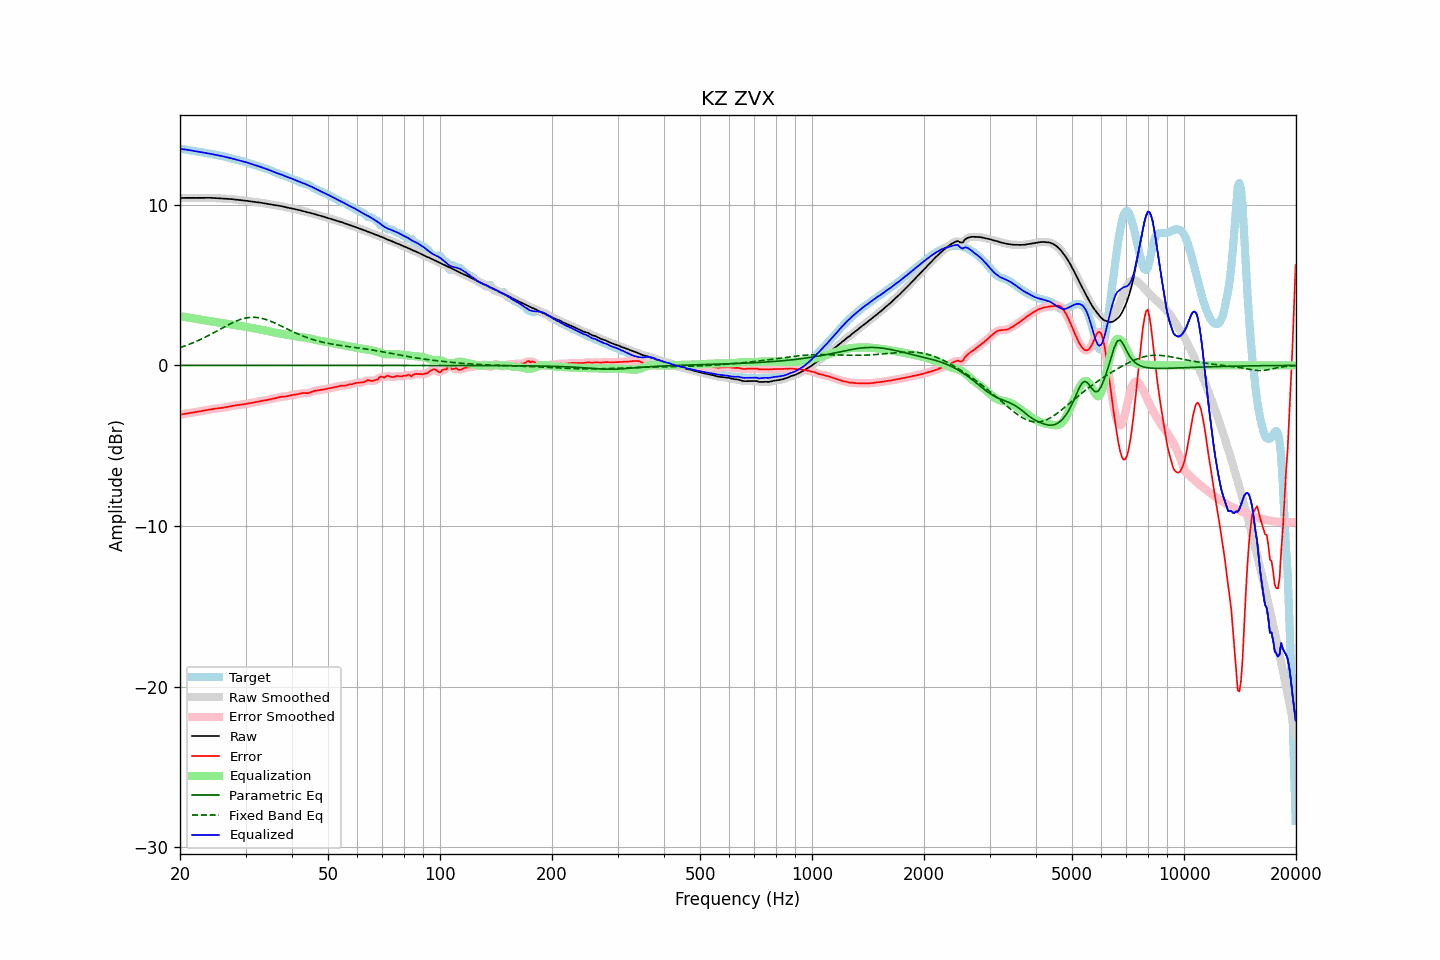 KZ ZVX
10
0
−10
−20
−30
Amplitude (dBr)
Target
Raw Smoothed
Error Smoothed
Raw
Error
Equalization
Parametric Eq
Fixed Band Eq
Equalized
20 50 100 200 500 1000 2000 5000 10000 20000
Frequency (Hz)